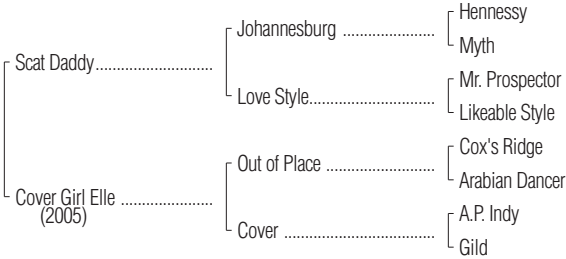 Hennessy
Johannesburg ......................
Myth
Scat Daddy............................
Mr. Prospector
Love Style..............................
Likeable Style
Cox's Ridge
Out of Place ..........................
Arabian Dancer
Cover Girl Elle ......................
(2005)
A.P. Indy
Cover ....................................
Gild